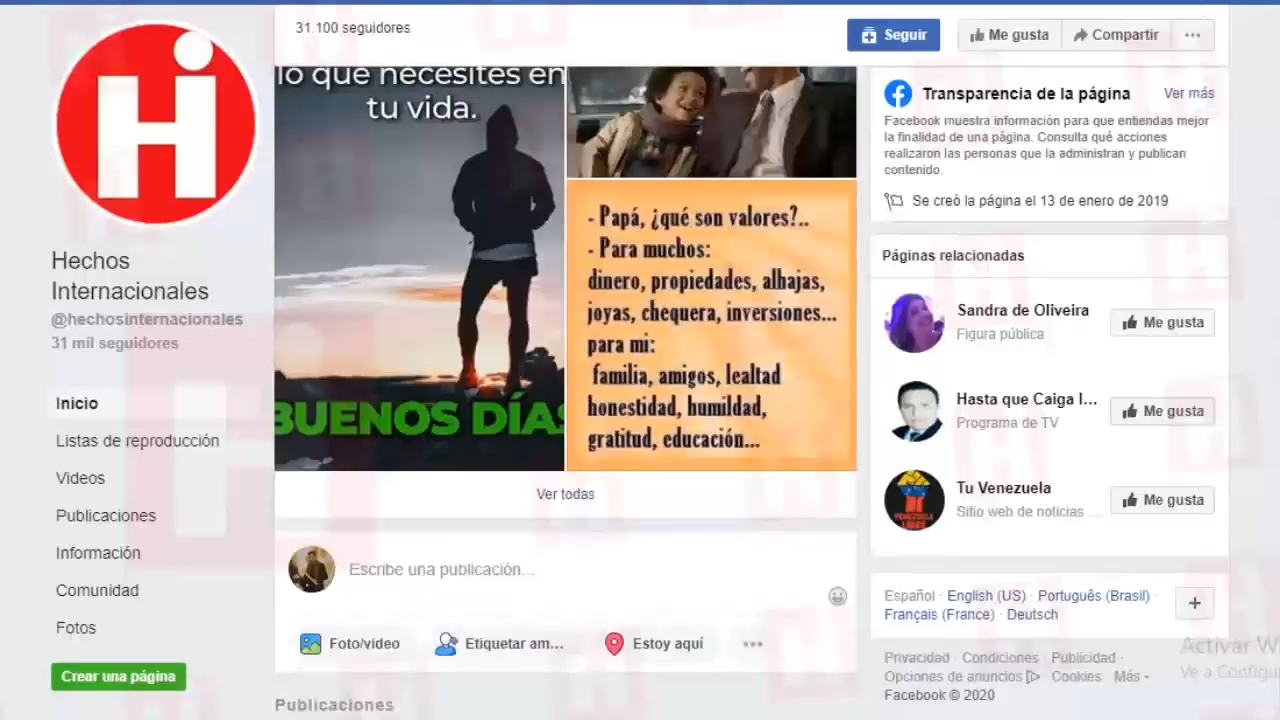 31.100 seguidores
Seguir
Me gusta
Compartir
Hi
Hechos
Internacionales
@hechosinternacionales
31 mil seguidores
Inicio
Listas de reproducción
Videos
Publicaciones
Información
Comunidad
Fotos
Crear una página
lo que necesites en
tu vida.
BUENOS DÍAS
- Papá, ¿qué son valores?..
- Para muchos:
dinero, propiedades, alhajas,
joyas, chequera, inversiones...
para mi:
familia, amigos, lealtad
honestidad, humildad,
gratitud, educación...
Ver todas
Escribe una publicación...
Foto/video
Etiquetar am...
Estoy aquí
Publicaciones
Transparencia de la página
Ver más
Facebook muestra información para que entiendas mejor
la finalidad de una página. Consulta qué acciones
realizaron las personas que la administran y publican
contenido.
Se creó la página el 13 de enero de 2019
Páginas relacionadas
Sandra de Oliveira
Figura pública
Me gusta
Hasta que Caiga l...
Programa de TV
Me gusta
Tu Venezuela
Sitio web de noticias ...
Me gusta
VENEZUELA
Español · English (US) · Português (Brasil) ·
Français (France) · Deutsch
Privacidad · Condiciones · Publicidad ·
Opciones de anuncios · Cookies · Más
Facebook © 2020
Activar W
Ve a Configu